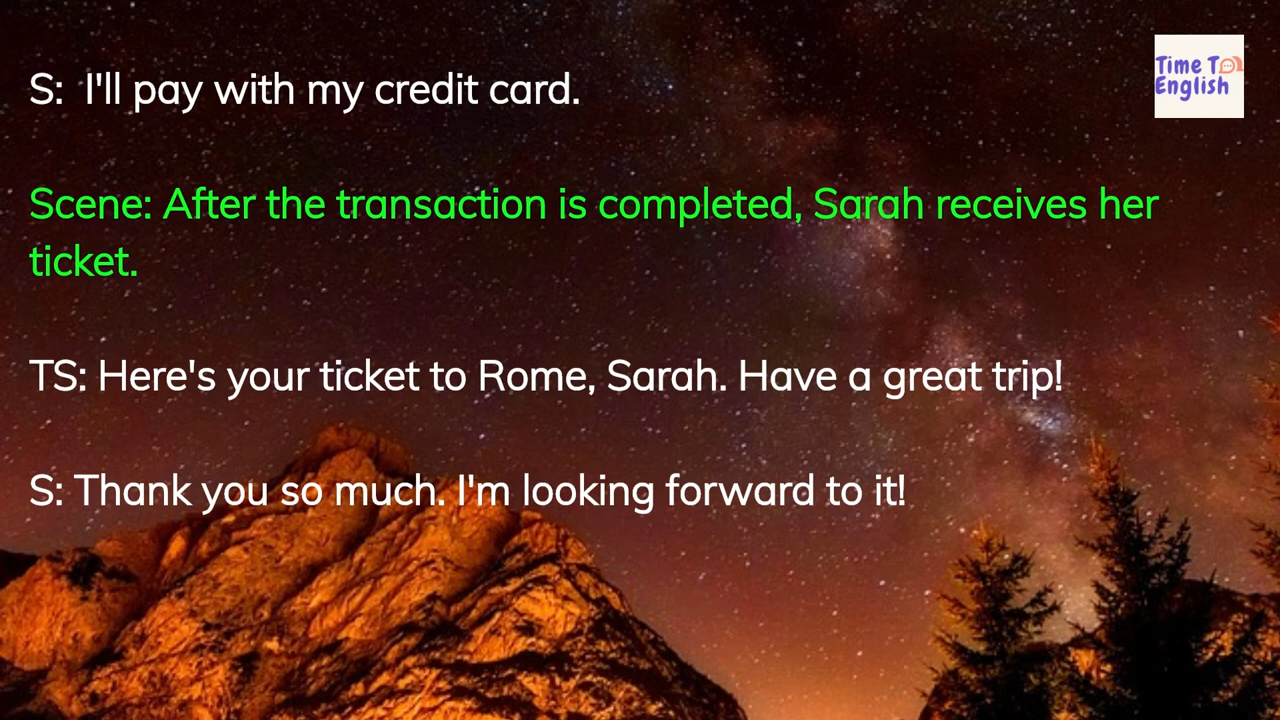 S:  I'll pay with my credit card.
Time To
English
Scene: After the transaction is completed, Sarah receives her
ticket.
TS: Here's your ticket to Rome, Sarah. Have a great trip!
S: Thank you so much. I'm looking forward to it!